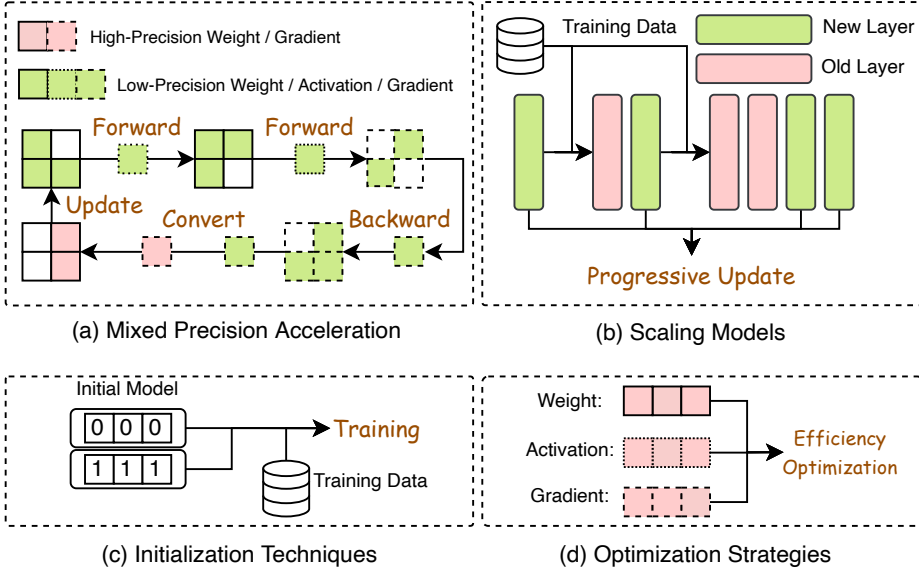 High-Precision Weight / Gradient
Low-Precision Weight / Activation / Gradient
Forward
Forward
Update
Convert
Backward
(a) Mixed Precision Acceleration
Training Data
New Layer
Old Layer
Progressive Update
(b) Scaling Models
Initial Model
0 0 0
1 1 1
Training
Training Data
(c) Initialization Techniques
Weight:
Activation:
Gradient:
Efficiency
Optimization
(d) Optimization Strategies